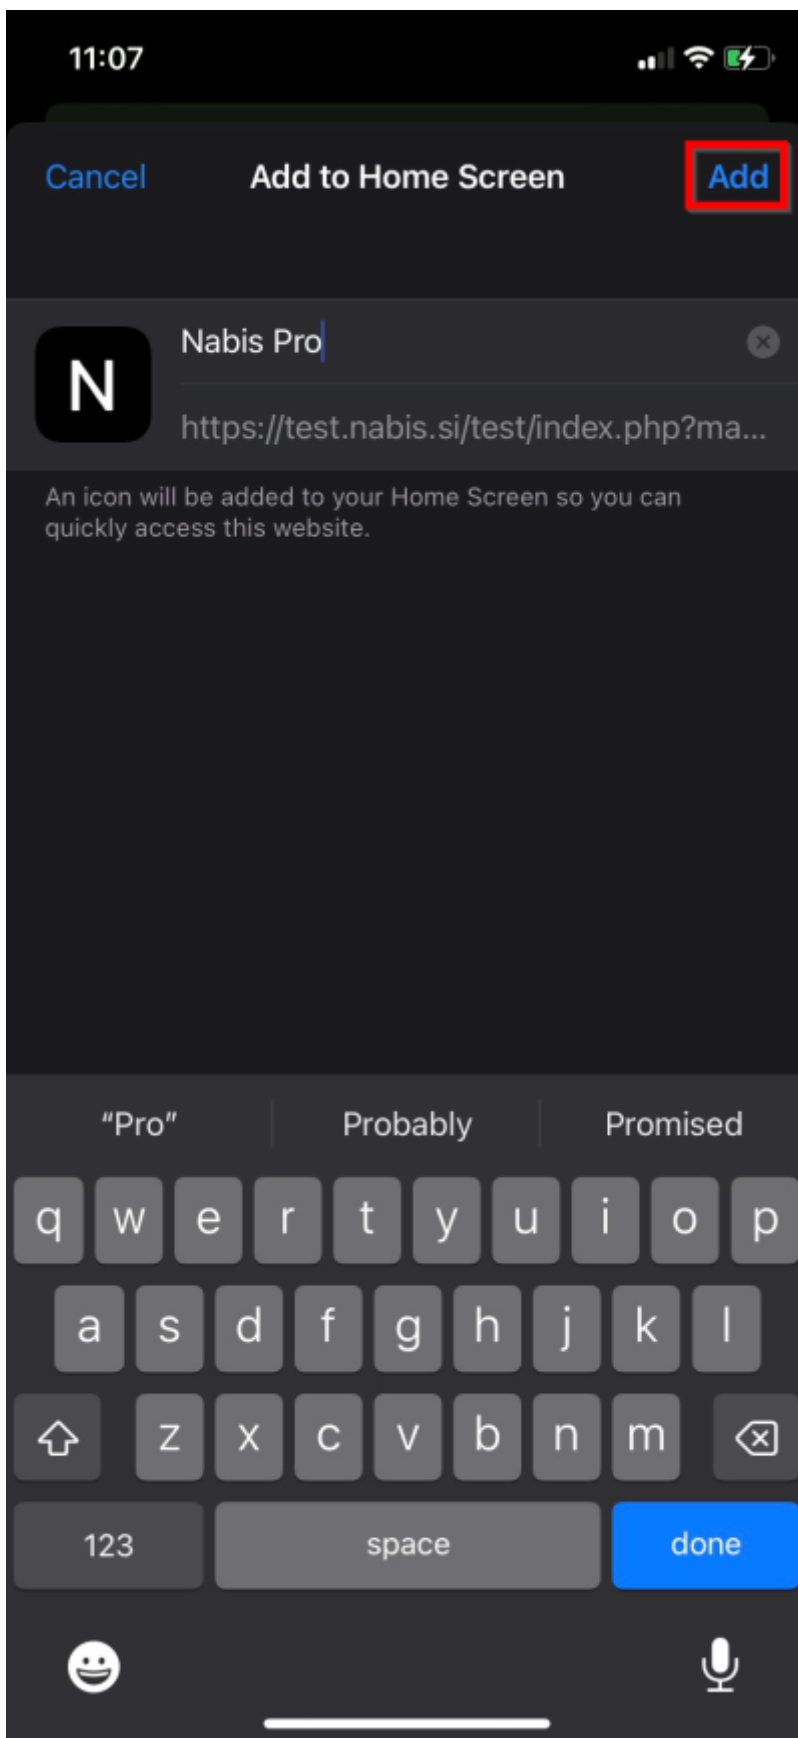 11:07
Cancel Add to Home Screen Add
N
Nabis Pro
https://test.nabis.si/test/index.php?ma...
An icon will be added to your Home Screen so you can
quickly access this website.
“Pro” Probably Promised
q w e r t y u i o p
a s d f g h j k l
z x c v b n m
123 space done